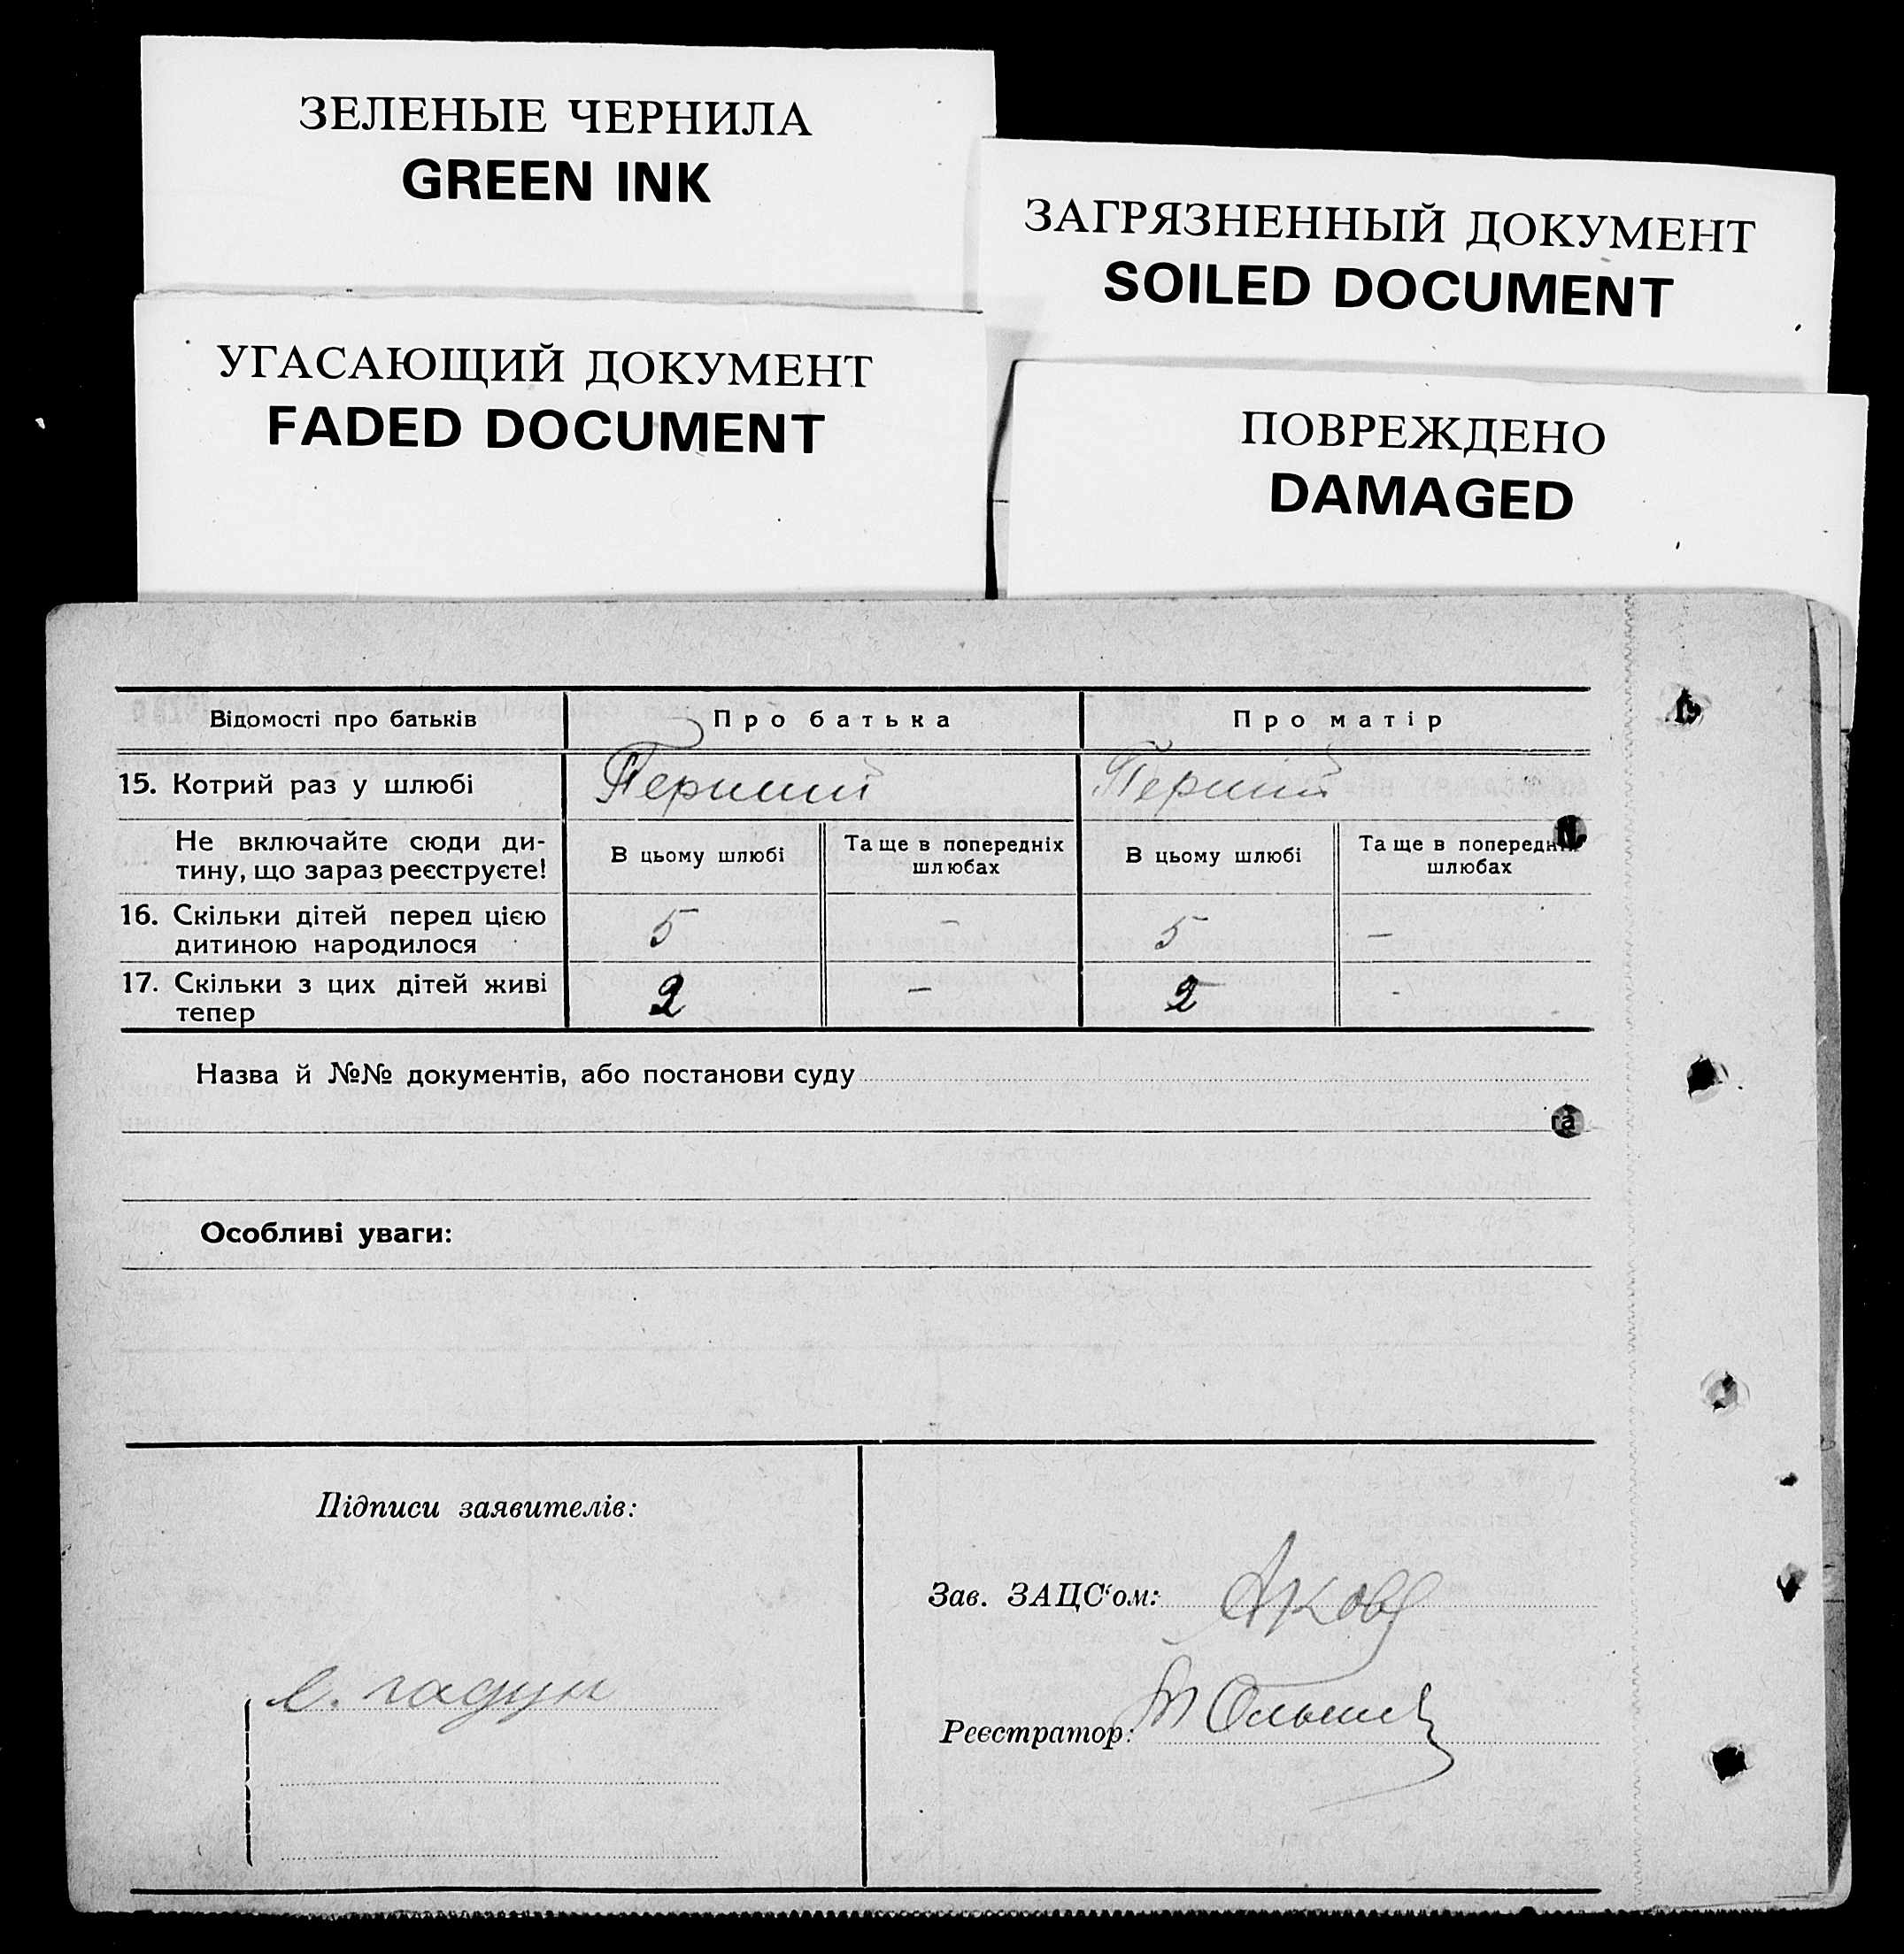 ЗЕЛЕНЫЕ ЧЕРНИЛА
GREEN INK
ЗАГРЯЗНЕННЫЙ ДОКУМЕНТ
SOILED DOCUMENT
УГАСАЮЩИЙ ДОКУМЕНТ
FADED DOCUMENT
ПОВРЕЖДЕНО
DAMAGED
Відомості про батьків Про батька Про матір
15. Котрий раз у шлюбі Перший Перший
Не включайте сюди ди-
тину, що зараз реєструєте!
В цьому шлюбі
Та ще в попередніх
шлюбах
В цьому шлюбі
Та ще в попередніх
шлюбах
16. Скільки дітей перед цією
дитиною народилося 5 – 5 –
17. Скільки з цих дітей живі
тепер 2 – 2 -
Назва й №№ документів, або постанови суду
та
Особливі уваги:
Підписи заявителів:
Зав. ЗАЦС'ом:
Реєстратор: